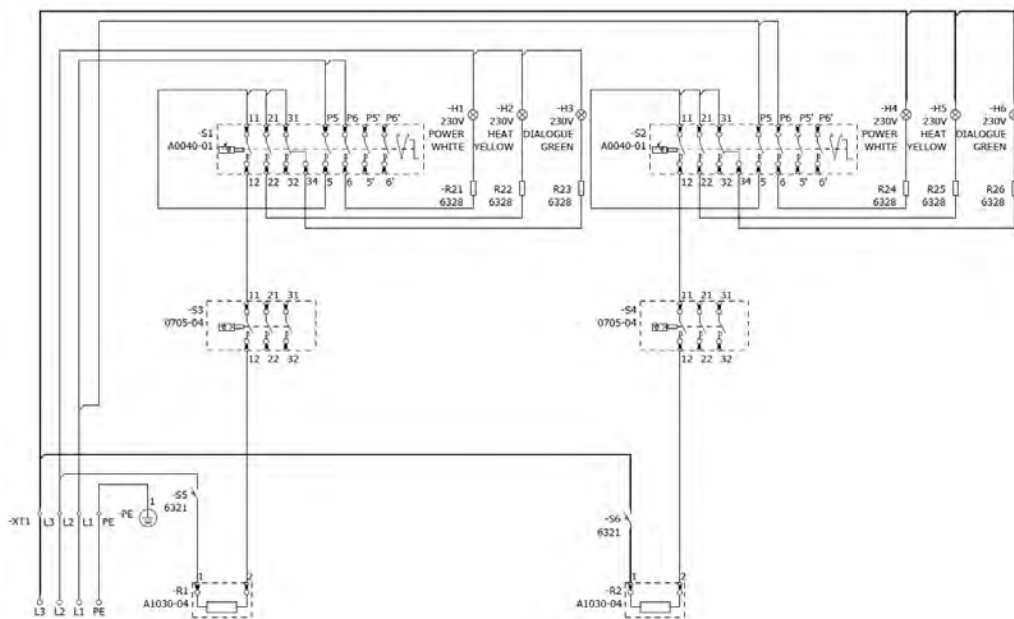 -H1 -H2 -H3 -H4 -H5 -H6
11 21 31 P5 P6 P5' P6' 230V 230V 230V 11 21 31 P5 P6 P5' P6' 230V 230V 230V
-S1 POWER HEAT DIALOGUE -S2 POWER HEAT DIALOGUE
A0040-01 WHITE YELLOW GREEN A0040-01 WHITE YELLOW GREEN
12 22 32 34 5 6 5' 6' -R21 R22 R23 12 22 32 34 5 6 5' 6' R24 R25 R26
6328 6328 6328 6328 6328 6328
11 21 31 11 21 31
-S3 -S4
0705-04 0705-04
12 22 32 12 22 32
1 -S5
-XT1 L3 L2 L1 PE -PE 6321 -S6
6321
1 2 1 2
-R1 -R2
A1030-04 A1030-04
L3 L2 L1 PE